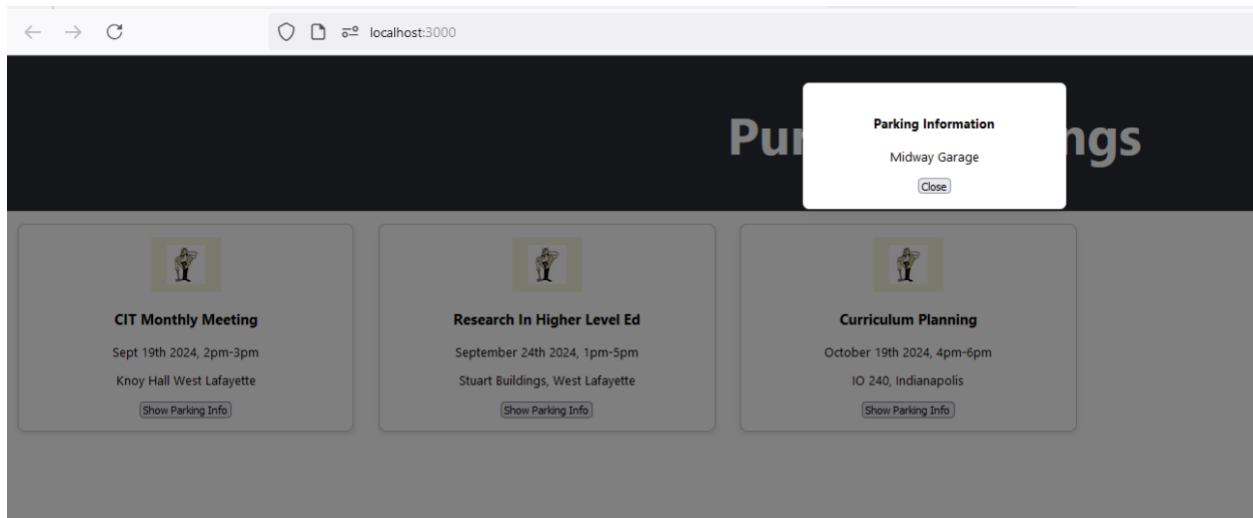 localhost:3000
Parking Information
Midway Garage
Close
CIT Monthly Meeting
Sept 19th 2024, 2pm-3pm
Knoy Hall West Lafayette
Show Parking Info
Research In Higher Level Ed
September 24th 2024, 1pm-5pm
Stuart Buildings, West Lafayette
Show Parking Info
Curriculum Planning
October 19th 2024, 4pm-6pm
IO 240, Indianapolis
Show Parking Info